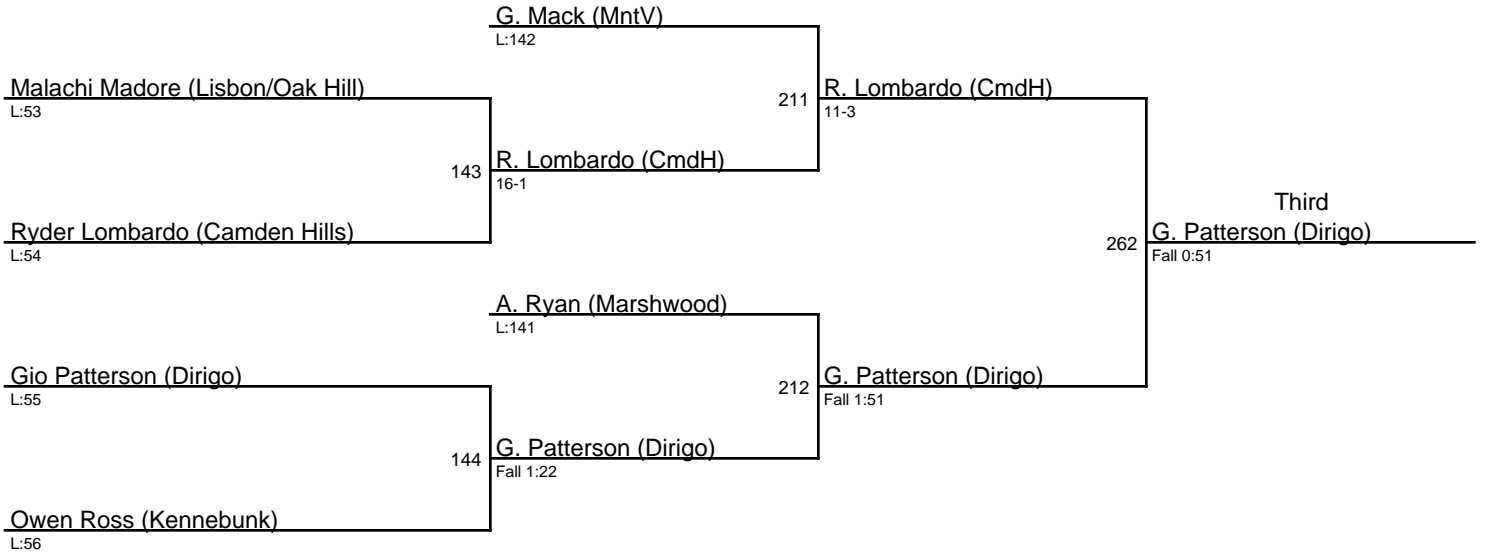 G. Mack (MntV)
L:142
Malachi Madore (Lisbon/Oak Hill)
L:53
211
R. Lombardo (CmdH)
11-3
143
R. Lombardo (CmdH)
16-1
Third
Ryder Lombardo (Camden Hills)
L:54
262
G. Patterson (Dirigo)
Fall 0:51
A. Ryan (Marshwood)
L:141
Gio Patterson (Dirigo)
L:55
212
G. Patterson (Dirigo)
Fall 1:51
144
G. Patterson (Dirigo)
Fall 1:22
Owen Ross (Kennebunk)
L:56